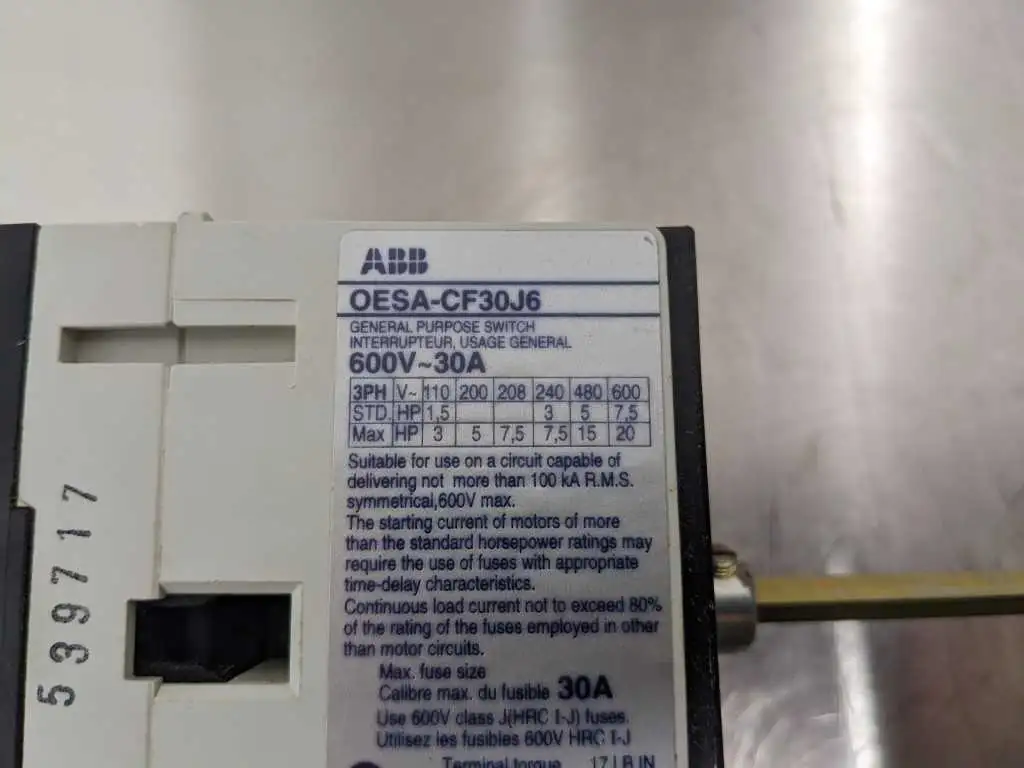 ABB
OESA-CF30J6
GENERAL PURPOSE SWITCH
INTERRUPTEUR, USAGE GENERAL
600V~30A
3PH V~ 110 200 208 240 480 600
STD. HP 1,5 3 5 7,5
Max HP 3 5 7,5 7,5 15 20
Suitable for use on a circuit capable of
delivering not more than 100 kA R.M.S.
symmetrical,600V max.
The starting current of motors of more
than the standard horsepower ratings may
require the use of fuses with appropriate
time-delay characteristics.
Continuous load current not to exceed 80%
of the rating of the fuses employed in other
than motor circuits.
Max. fuse size
Calibre max. du fusible 30A
Use 600V class J(HRC I-J) fuses.
Utilisez les fusibles 600V HRC I-J
Terminal torque 17 LB IN
539717